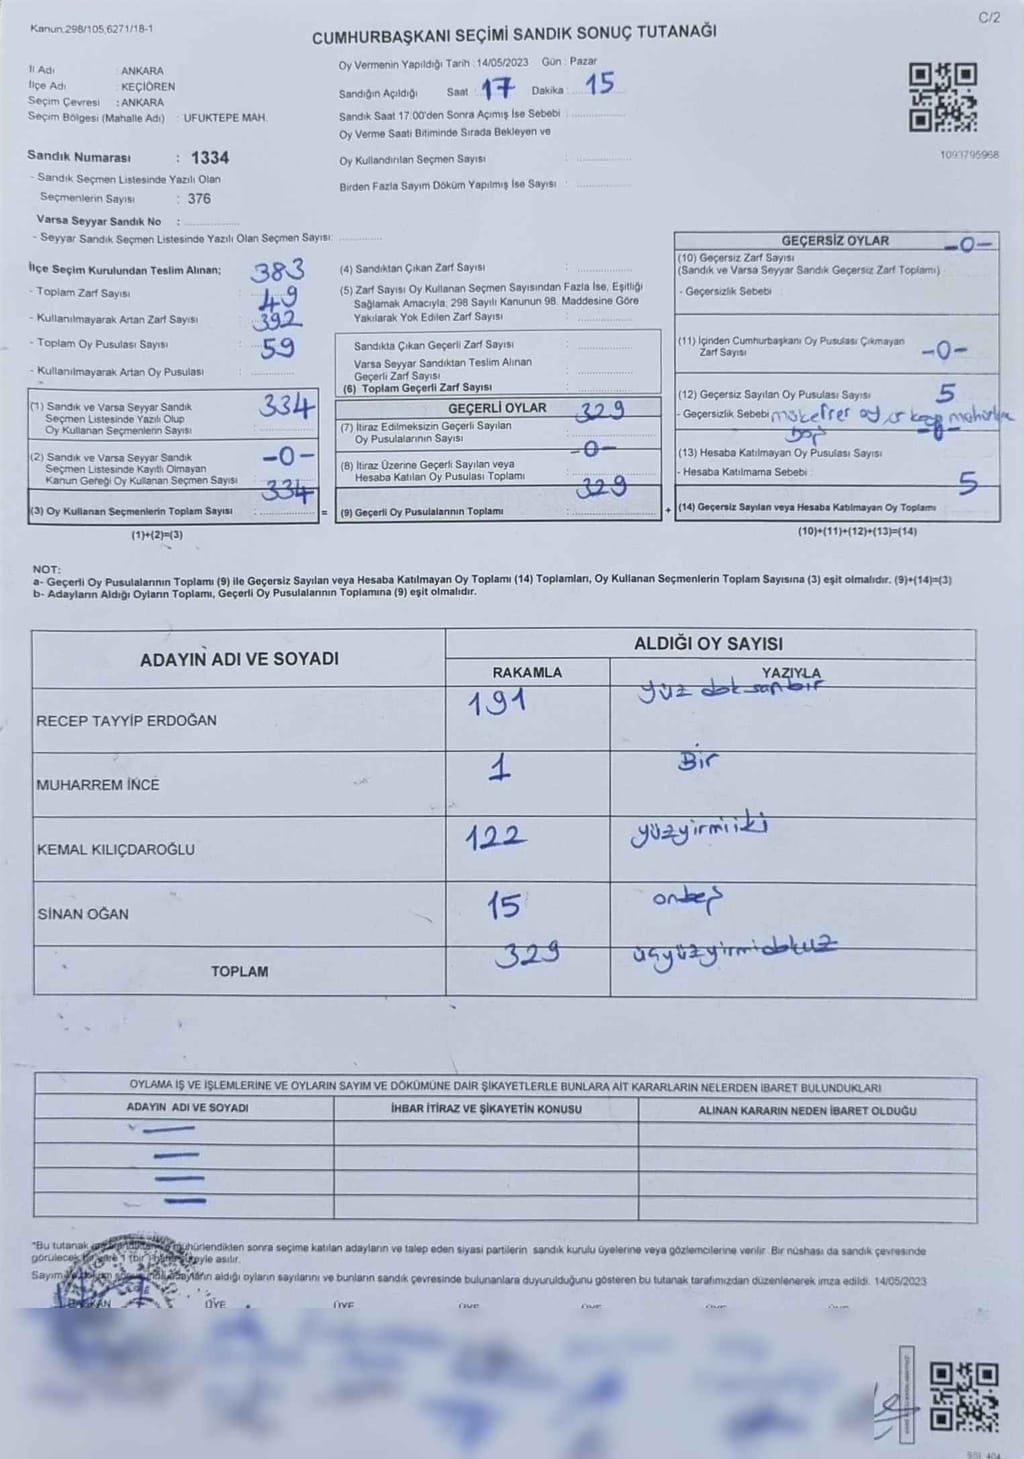 Kanun.298/105,6271/18-1
C/2
CUMHURBAŞKANI SEÇİMİ SANDIK SONUÇ TUTANAĞI
İl Adı : ANKARA
İlçe Adı : KEÇİÖREN
Seçim Çevresi : ANKARA
Seçim Bölgesi (Mahalle Adı) : UFUKTEPE MAH.
Sandık Numarası : 1334
- Sandık Seçmen Listesinde Yazılı Olan
Seçmenlerin Sayısı : 376
Varsa Seyyar Sandık No :
- Seyyar Sandık Seçmen Listesinde Yazılı Olan Seçmen Sayısı:
Oy Vermenin Yapıldığı Tarih : 14/05/2023 Gün : Pazar
Sandığın Açıldığı Saat : 17 Dakika : 15
Sandık Saat 17:00'den Sonra Açımış İse Sebebi :
Oy Verme Saati Bitiminde Sırada Bekleyen ve
Oy Kullandırılan Seçmen Sayısı :
Birden Fazla Sayım Döküm Yapılmış İse Sayısı :
1093795968
İlçe Seçim Kurulundan Teslim Alınan; 383
- Toplam Zarf Sayısı : 49
- Kullanılmayarak Artan Zarf Sayısı : 392
- Toplam Oy Pusulası Sayısı : 59
- Kullanılmayarak Artan Oy Pusulası :
(1) Sandık ve Varsa Seyyar Sandık 334
Seçmen Listesinde Yazılı Olup
Oy Kullanan Seçmenlerin Sayısı :
(2) Sandık ve Varsa Seyyar Sandık -0-
Seçmen Listesinde Kayıtlı Olmayan
Kanun Gereği Oy Kullanan Seçmen Sayısı : 334
(3) Oy Kullanan Seçmenlerin Toplam Sayısı : =
(1)+(2)=(3)
(4) Sandıktan Çıkan Zarf Sayısı :
(5) Zarf Sayısı Oy Kullanan Seçmen Sayısından Fazla İse, Eşitliği
Sağlamak Amacıyla; 298 Sayılı Kanunun 98. Maddesine Göre
Yakılarak Yok Edilen Zarf Sayısı :
Sandıkta Çıkan Geçerli Zarf Sayısı :
Varsa Seyyar Sandıktan Teslim Alınan
Geçerli Zarf Sayısı :
(6) Toplam Geçerli Zarf Sayısı :
GEÇERLİ OYLAR 329
(7) İtiraz Edilmeksizin Geçerli Sayılan
Oy Pusulalarının Sayısı :
-0-
(8) İtiraz Üzerine Geçerli Sayılan veya
Hesaba Katılan Oy Pusulası Toplamı : 329
(9) Geçerli Oy Pusulalarının Toplamı : +
GEÇERSİZ OYLAR -0-
(10) Geçersiz Zarf Sayısı
(Sandık ve Varsa Seyyar Sandık Geçersiz Zarf Toplamı)
- Geçersizlik Sebebi :
(11) İçinden Cumhurbaşkanı Oy Pusulası Çıkmayan
Zarf Sayısı -0-
(12) Geçersiz Sayılan Oy Pusulası Sayısı : 5
- Geçersizlik Sebebi
-0-
(13) Hesaba Katılmayan Oy Pusulası Sayısı
- Hesaba Katılmama Sebebi : 5
(14) Geçersiz Sayılan veya Hesaba Katılmayan Oy Toplamı
(10)+(11)+(12)+(13)=(14)
NOT:
a- Geçerli Oy Pusulalarının Toplamı (9) ile Geçersiz Sayılan veya Hesaba Katılmayan Oy Toplamı (14) Toplamları, Oy Kullanan Seçmenlerin Toplam Sayısına (3) eşit olmalıdır. (9)+(14)=(3)
b- Adayların Aldığı Oyların Toplamı, Geçerli Oy Pusulalarının Toplamına (9) eşit olmalıdır.
ADAYIN ADI VE SOYADI
ALDIĞI OY SAYISI
RAKAMLA YAZIYLA
RECEP TAYYİP ERDOĞAN 191 yüz doksanbir
MUHARREM İNCE 1 Bir
KEMAL KILIÇDAROĞLU 122 yüzyirmiiki
SİNAN OĞAN 15 onbeş
TOPLAM 329 üçyüzyirmidokuz
OYLAMA İŞ VE İŞLEMLERİNE VE OYLARIN SAYIM VE DÖKÜMÜNE DAİR ŞİKAYETLERLE BUNLARA AİT KARARLARIN NELERDEN İBARET BULUNDUKLARI
ADAYIN ADI VE SOYADI İHBAR İTİRAZ VE ŞİKAYETİN KONUSU ALINAN KARARIN NEDEN İBARET OLDUĞU
*Bu tutanak mühürlendikten sonra seçime katılan adayların ve talep eden siyasi partilerin sandık kurulu üyelerine veya gözlemcilerine verilir. Bir nüshası da sandık çevresinde
görülecek bir yere 1 (bir) süreyle asılır.
Sayım adayların aldığı oyların sayılarını ve bunların sandık çevresinde bulunanlara duyurulduğunu gösteren bu tutanak tarafımızdan düzenlenerek imza edildi. 14/05/2023
BAŞKAN ÜYE ÜYE ÜYE ÜYE ÜYE ÜYE